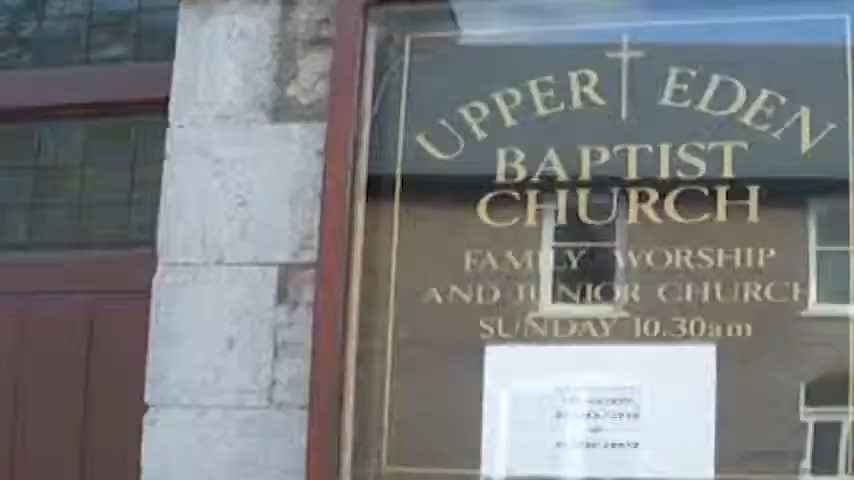 UPPER EDEN
BAPTIST
CHURCH
FAMILY WORSHIP
AND JUNIOR CHURCH
SUNDAY 10.30am